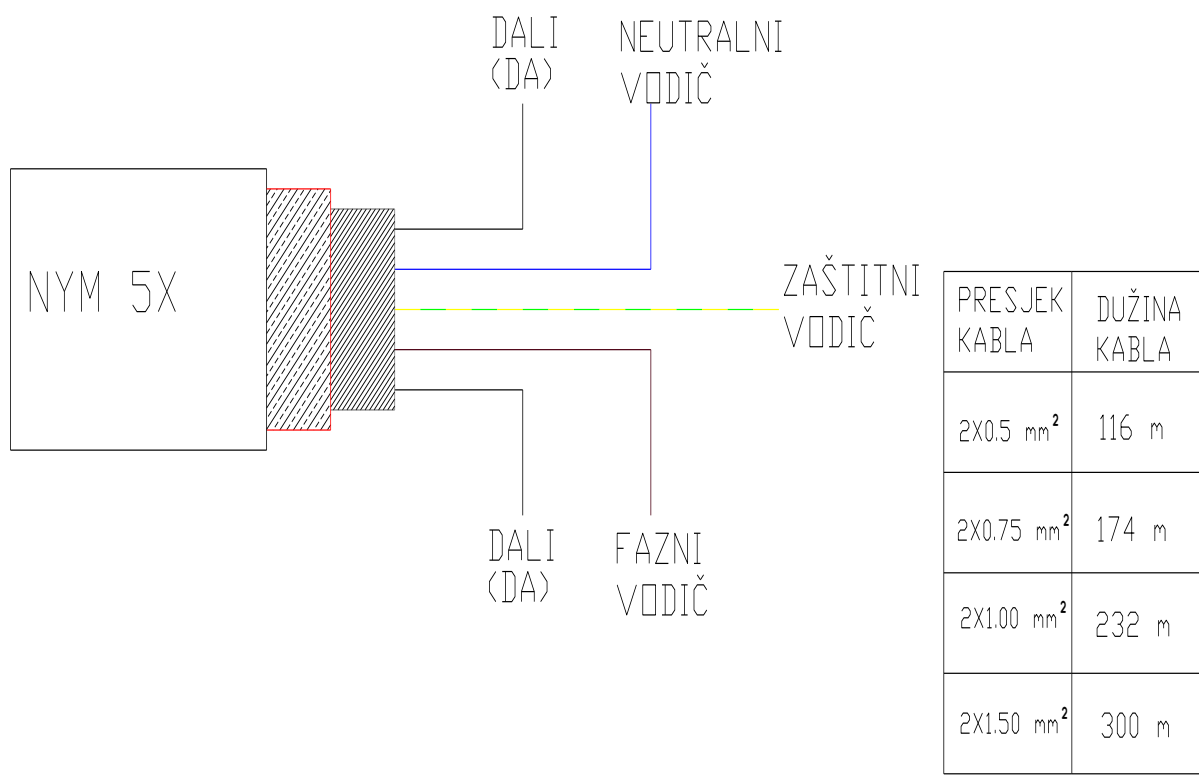 DALI
(DA)
NEUTRALNI
VODIČ
NYM 5X
ZAŠTITNI
VODIČ
DALI
(DA)
FAZNI
VODIČ
PRESJEK
KABLA
DUŽINA
KABLA
2X0.5 mm²
116 m
2X0.75 mm²
174 m
2X1.00 mm²
232 m
2X1.50 mm²
300 m